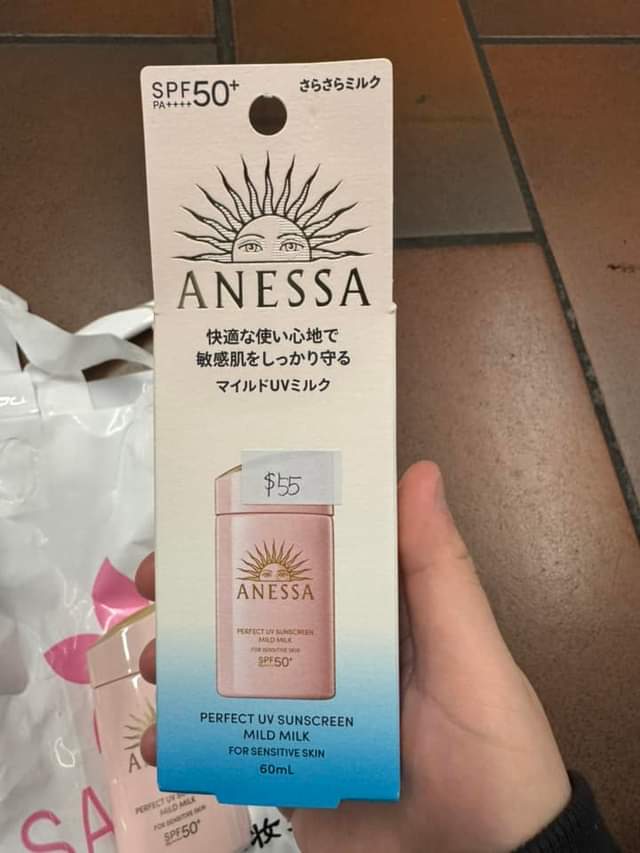 SPF50+
PA++++
さらさらミルク
ANESSA
快適な使い心地で
敏感肌をしっかり守る
マイルドUVミルク
$55
ANESSA
PERFECT UV SUNSCREEN
MILD MILK
FOR SENSITIVE SKIN
SPF50+
PERFECT UV SUNSCREEN
MILD MILK
FOR SENSITIVE SKIN
60mL
A
PERFECT UV
MILD MILK
FOR SENSITIVE SKIN
SPF50+
SA
妆